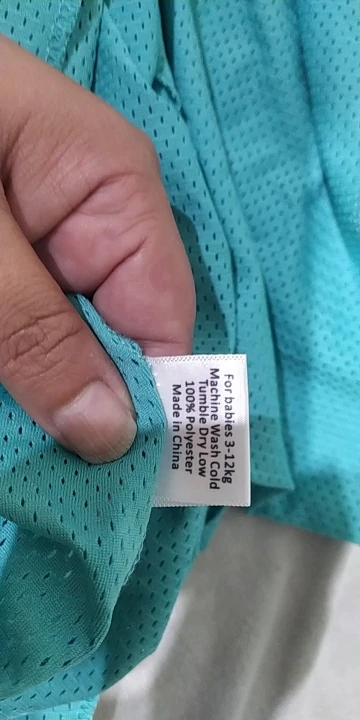 For babies 3-12kg
Machine Wash Cold
Tumble Dry Low
100% Polyester
Made in China